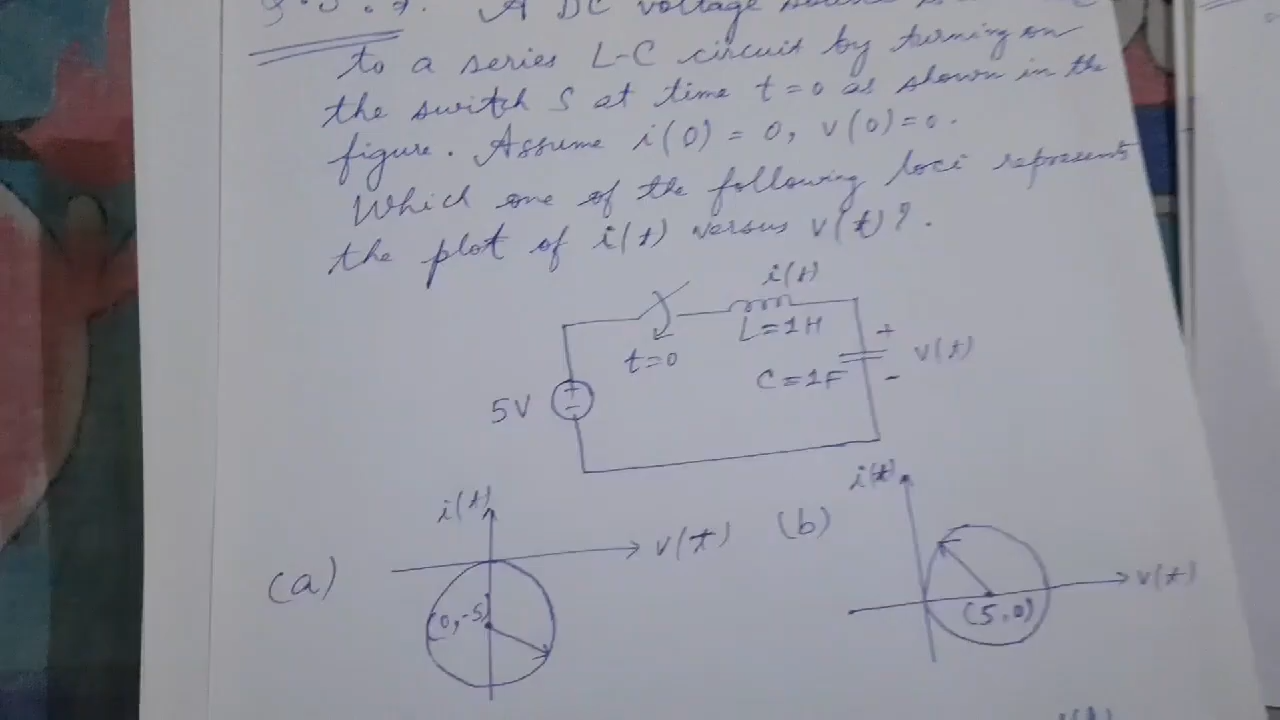 A DC voltage
to a series L-C circuit by turning on
the switch S at time t=0 as shown in the
figure. Assume i(0) = 0, v(0)=0.
Which one of the following loci represents
the plot of i(t) versus v(t)?.
i(t)
L=1H
t=0
+
C=1F
v(t)
-
5V
+
-
i(t)
i(t)
(a)
v(t)
(b)
v(t)
(0,-5)
(5,0)